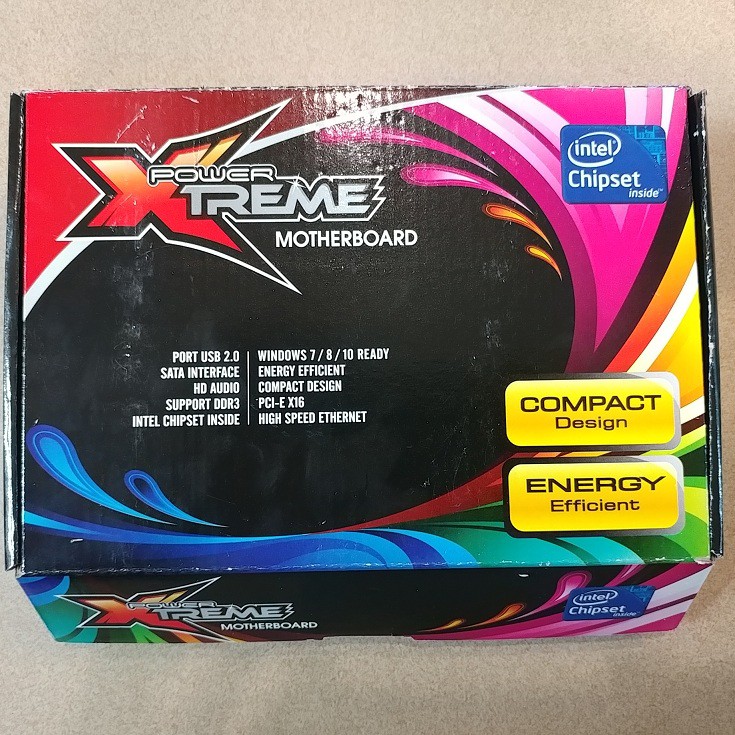 POWER
XTREME
MOTHERBOARD
intel
Chipset
inside™
PORT USB 2.0 | WINDOWS 7 / 8 / 10 READY
SATA INTERFACE | ENERGY EFFICIENT
HD AUDIO | COMPACT DESIGN
SUPPORT DDR3 | PCI-E X16
INTEL CHIPSET INSIDE | HIGH SPEED ETHERNET
COMPACT
Design
ENERGY
Efficient
POWER
XTREME
MOTHERBOARD
intel
Chipset
inside™